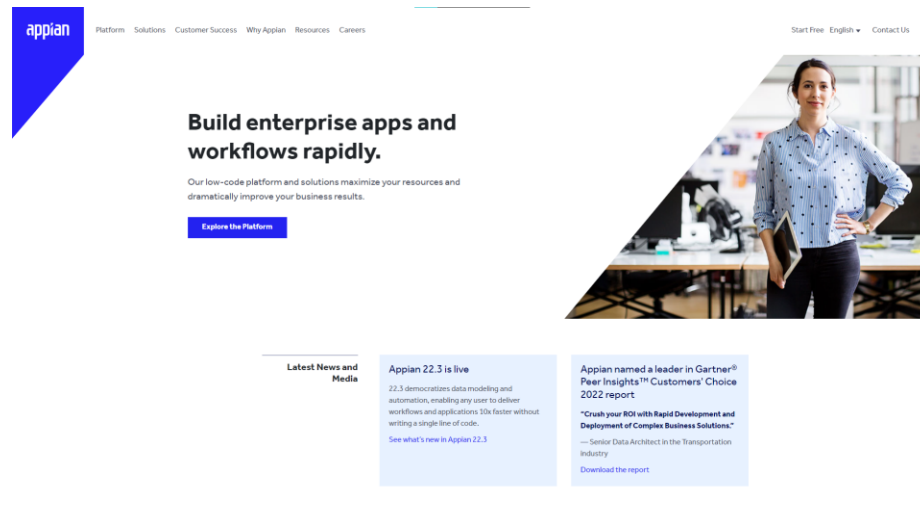 appian
Platform Solutions Customer Success Why Appian Resources Careers
Start Free English Contact Us
Build enterprise apps and
workflows rapidly.
Our low-code platform and solutions maximize your resources and
dramatically improve your business results.
Explore the Platform
Latest News and
Media
Appian 22.3 is live
22.3 democratizes data modeling and
automation, enabling any user to deliver
workflows and applications 10x faster without
writing a single line of code.
See what's new in Appian 22.3
Appian named a leader in Gartner®
Peer Insights™ Customers' Choice
2022 report
"Crush your ROI with Rapid Development and
Deployment of Complex Business Solutions."
— Senior Data Architect in the Transportation
Industry
Download the report